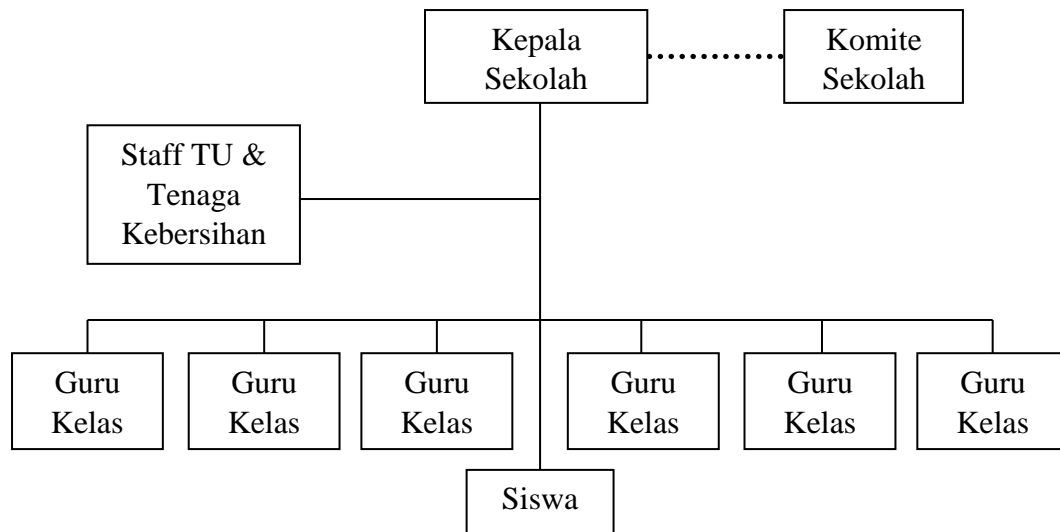 Kepala
Sekolah
Komite
Sekolah
Staff TU &
Tenaga
Kebersihan
Guru
Kelas
Guru
Kelas
Guru
Kelas
Guru
Kelas
Guru
Kelas
Guru
Kelas
Siswa